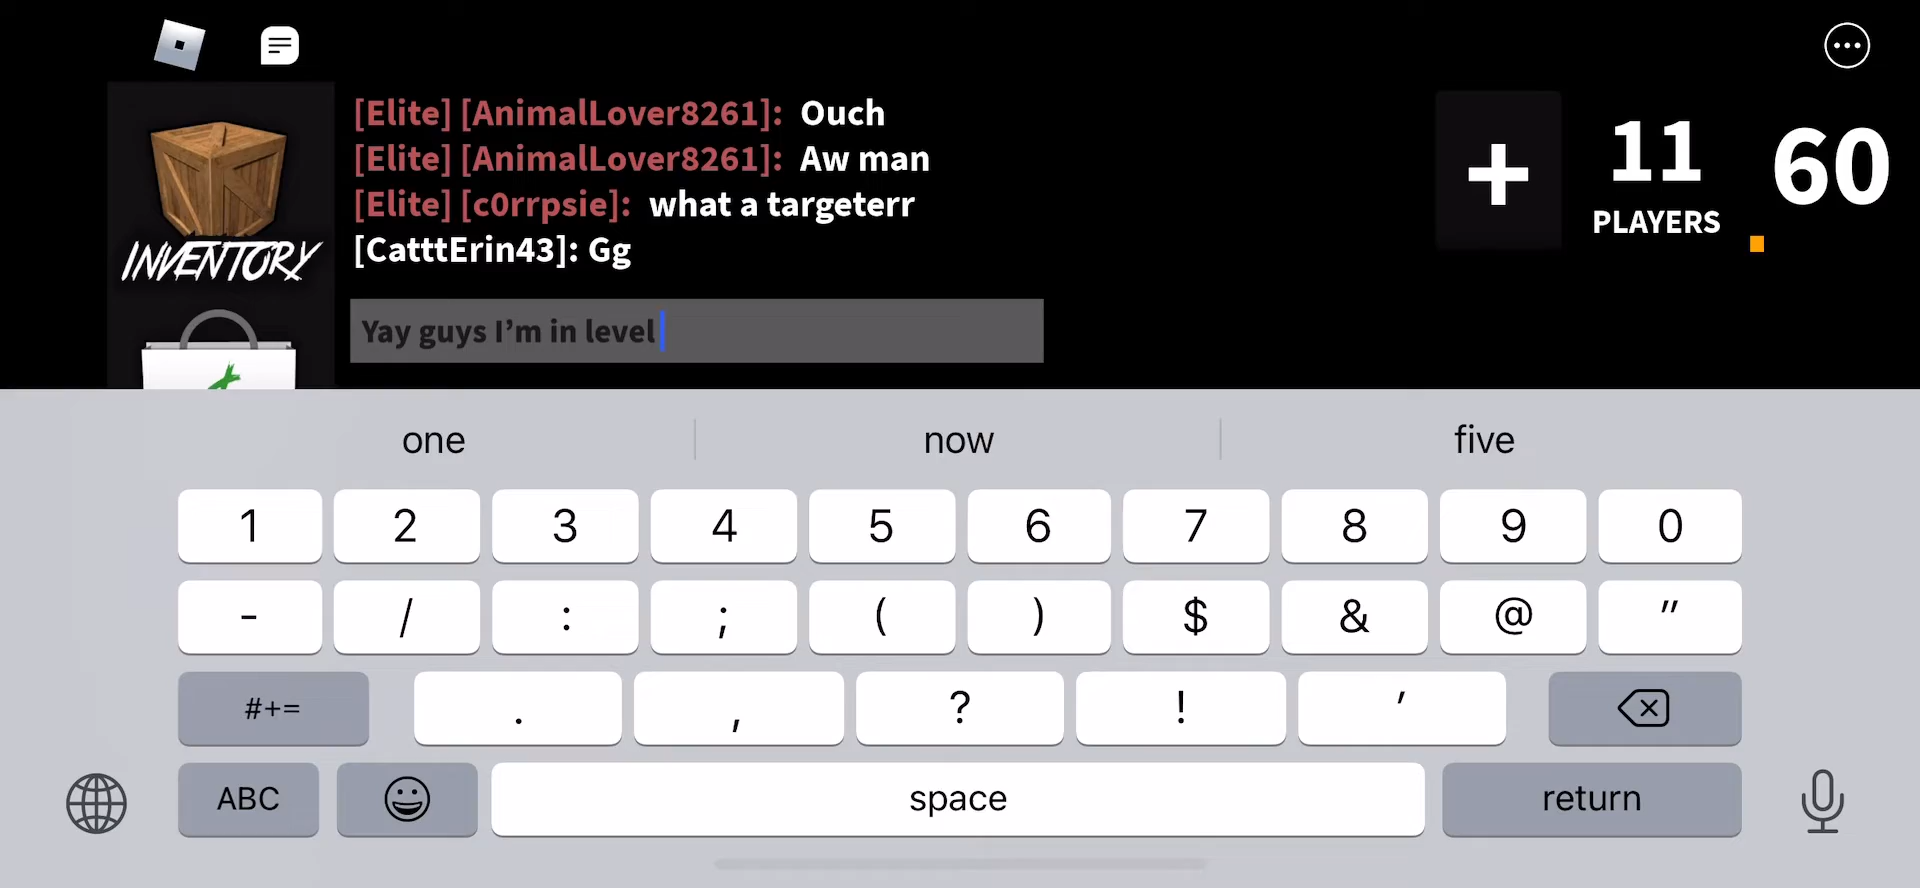 [Elite] [AnimalLover8261]: Ouch
[Elite] [AnimalLover8261]: Aw man
[Elite] [c0rrpsie]: what a targeterr
[CatttErin43]: Gg
Yay guys I’m in level
INVENTORY
+
11
PLAYERS
60
one now five
1 2 3 4 5 6 7 8 9 0
- / : ; ( ) $ & @ "
#+= . , ? ! '
ABC space return